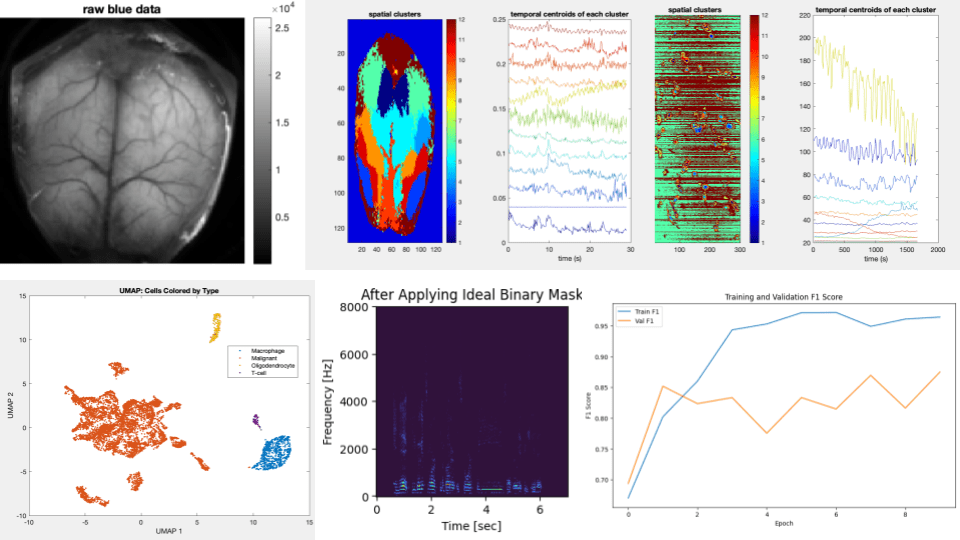 raw blue data
×10⁴
2.5
2
1.5
1
0.5
spatial clusters
20
40
60
80
100
120
20 40 60 80 100 120
12
11
10
9
8
7
6
5
4
3
2
1
temporal centroids of each cluster
0.25
0.2
0.15
0.1
0.05
0
0 10 20 29
time (s)
spatial clusters
100 200 300
12
11
10
9
8
7
6
5
4
3
2
1
temporal centroids of each cluster
220
200
180
160
140
120
100
80
60
40
20
0 500 1000 1500 2000
time (s)
UMAP: Cells Colored by Type
15
10
5
0
-5
-10
-10 -5 0 5 10 15
UMAP 1
UMAP 2
Macrophage
Malignant
Oligodendrocyte
T-cell
After Applying Ideal Binary Mask
8000
6000
4000
2000
0
0 2 4 6
Frequency [Hz]
Time [sec]
Training and Validation F1 Score
Train F1
Val F1
0.95
0.90
0.85
0.80
0.75
0.70
0 2 4 6 8
F1 Score
Epoch